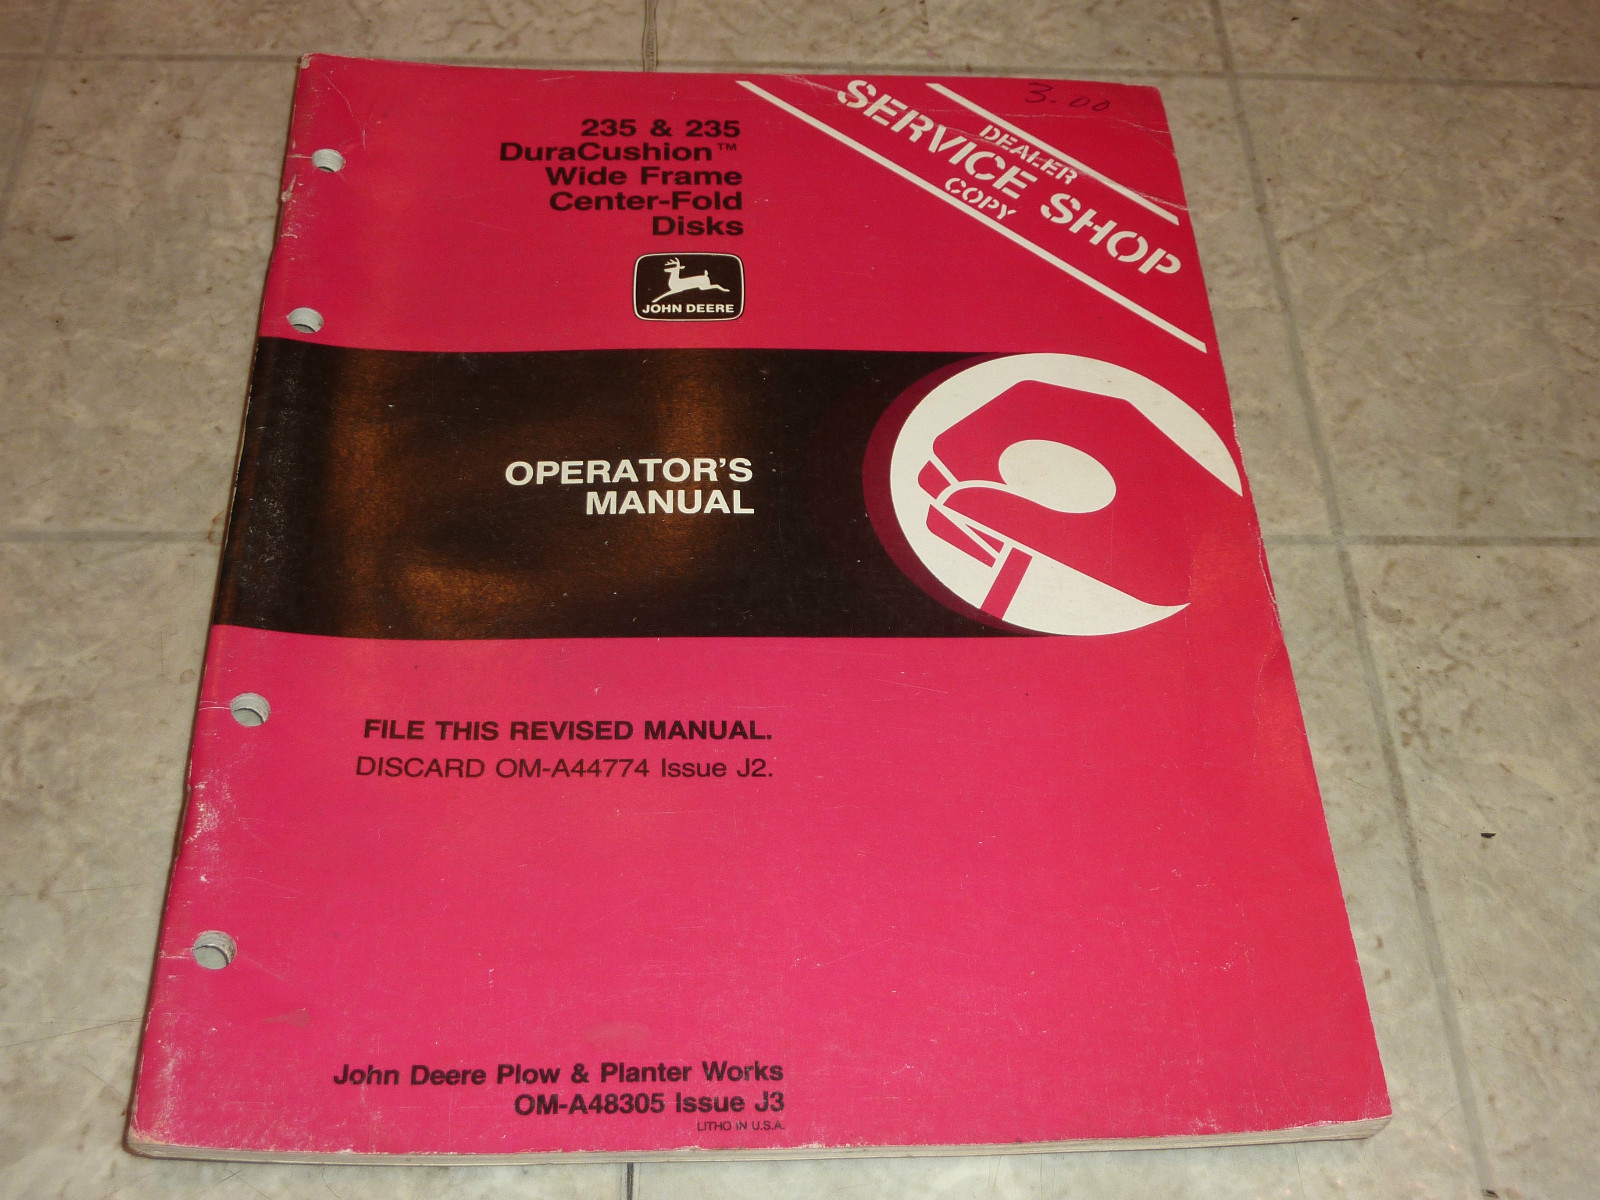 235 & 235
DuraCushion™
Wide Frame
Center-Fold
Disks
JOHN DEERE
3.00
DEALER
SERVICE SHOP
COPY
OPERATOR'S
MANUAL
FILE THIS REVISED MANUAL.
DISCARD OM-A44774 Issue J2.
John Deere Plow & Planter Works
OM-A48305 Issue J3
LITHO IN U.S.A.